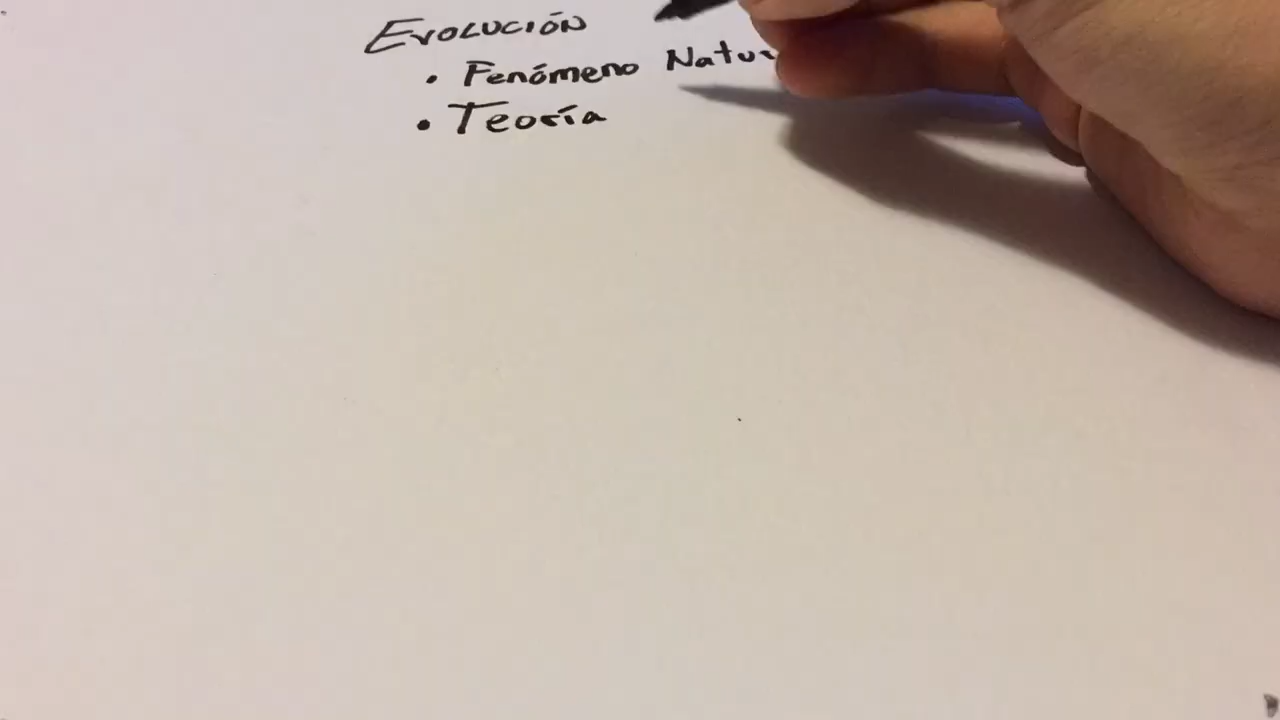 Evolución
• Fenómeno Natu
• Teoría